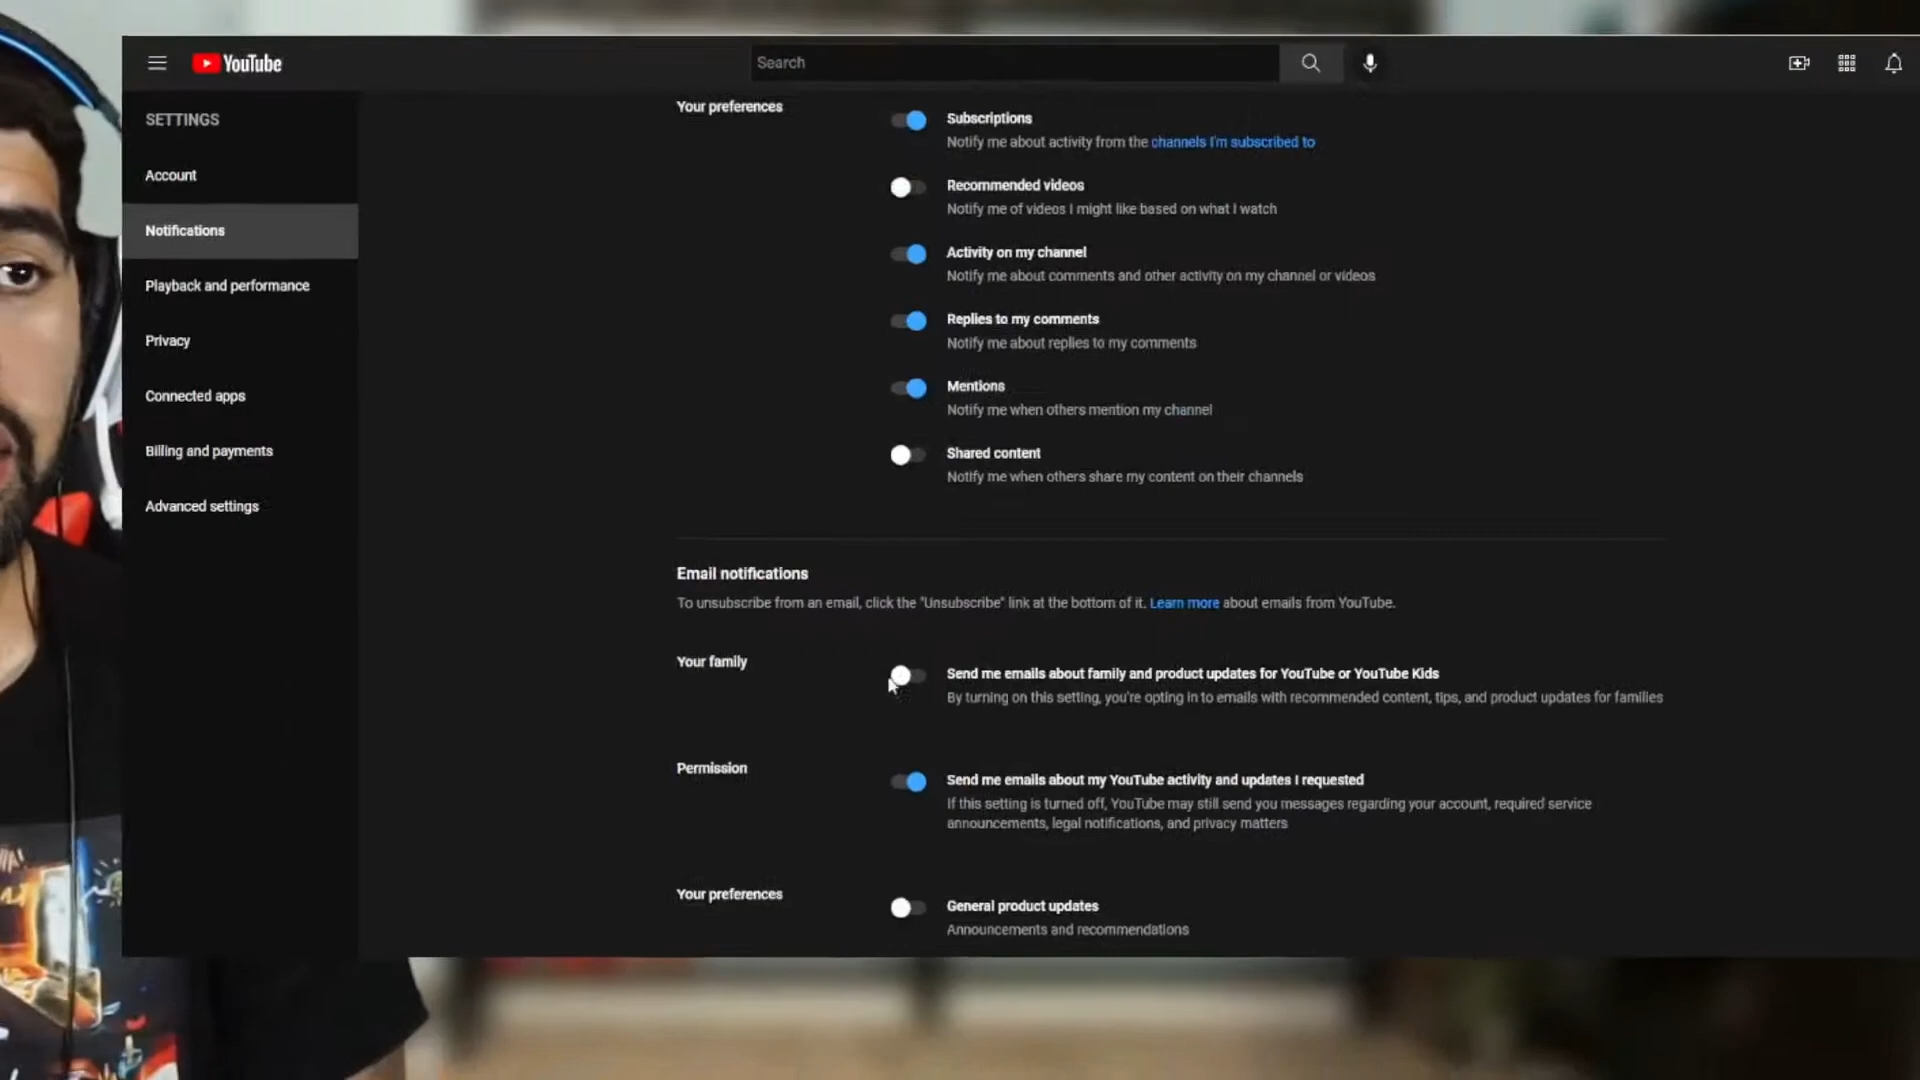 YouTube
Search
SETTINGS
Account
Notifications
Playback and performance
Privacy
Connected apps
Billing and payments
Advanced settings
Your preferences
Subscriptions
Notify me about activity from the channels I'm subscribed to
Recommended videos
Notify me of videos I might like based on what I watch
Activity on my channel
Notify me about comments and other activity on my channel or videos
Replies to my comments
Notify me about replies to my comments
Mentions
Notify me when others mention my channel
Shared content
Notify me when others share my content on their channels
Email notifications
To unsubscribe from an email, click the "Unsubscribe" link at the bottom of it. Learn more about emails from YouTube.
Your family
Send me emails about family and product updates for YouTube or YouTube Kids
By turning on this setting, you're opting in to emails with recommended content, tips, and product updates for families
Permission
Send me emails about my YouTube activity and updates I requested
If this setting is turned off, YouTube may still send you messages regarding your account, required service
announcements, legal notifications, and privacy matters
Your preferences
General product updates
Announcements and recommendations